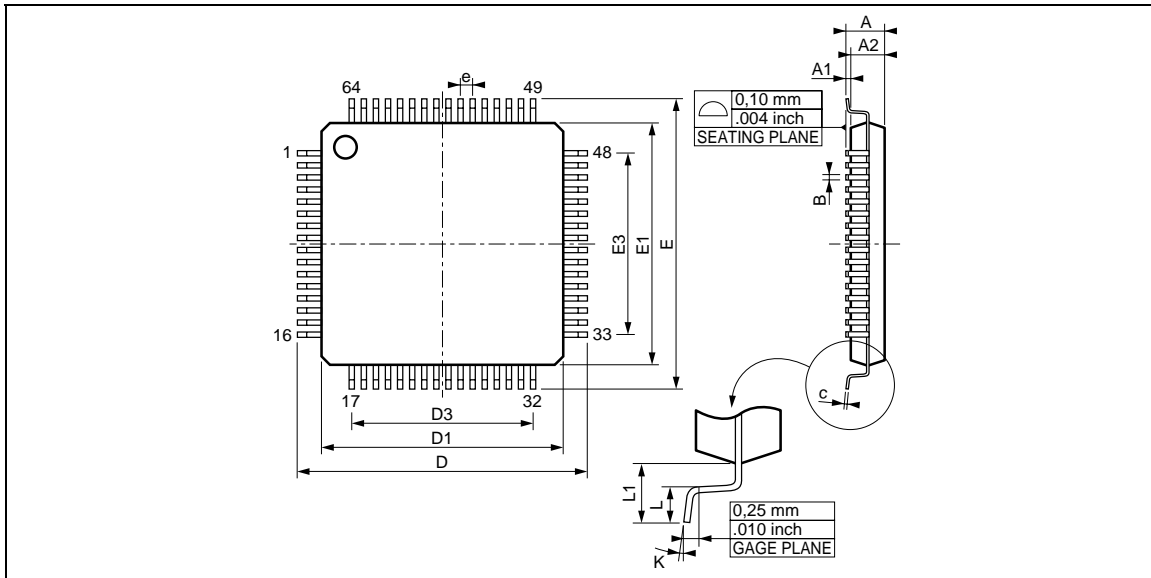 A
A2
A1
64
e
49
0,10 mm
.004 inch
SEATING PLANE
1
48
B
E3
E1
E
16
33
17
32
c
D3
D1
D
L1
L
K
0,25 mm
.010 inch
GAGE PLANE